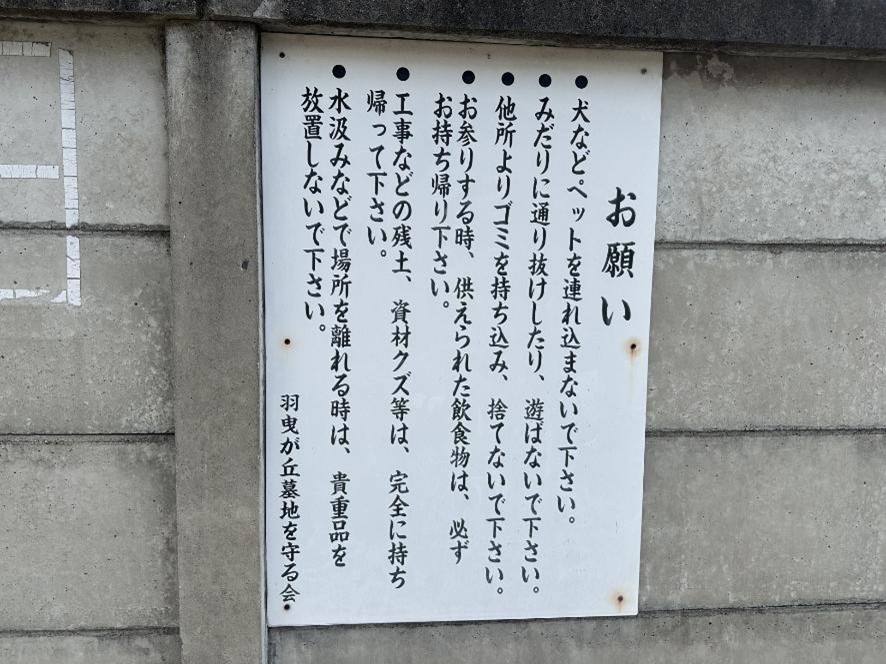 お願い
●犬などペットを連れ込まないで下さい。
●みだりに通り抜けしたり、遊ばないで下さい。
●他所よりゴミを持ち込み、捨てないで下さい。
●お参りする時、供えられた飲食物は、必ず
お持ち帰り下さい。
●工事などの残土、資材クズ等は、完全に持ち
帰って下さい。
●水汲みなどで場所を離れる時は、貴重品を
放置しないで下さい。
羽曳が丘墓地を守る会